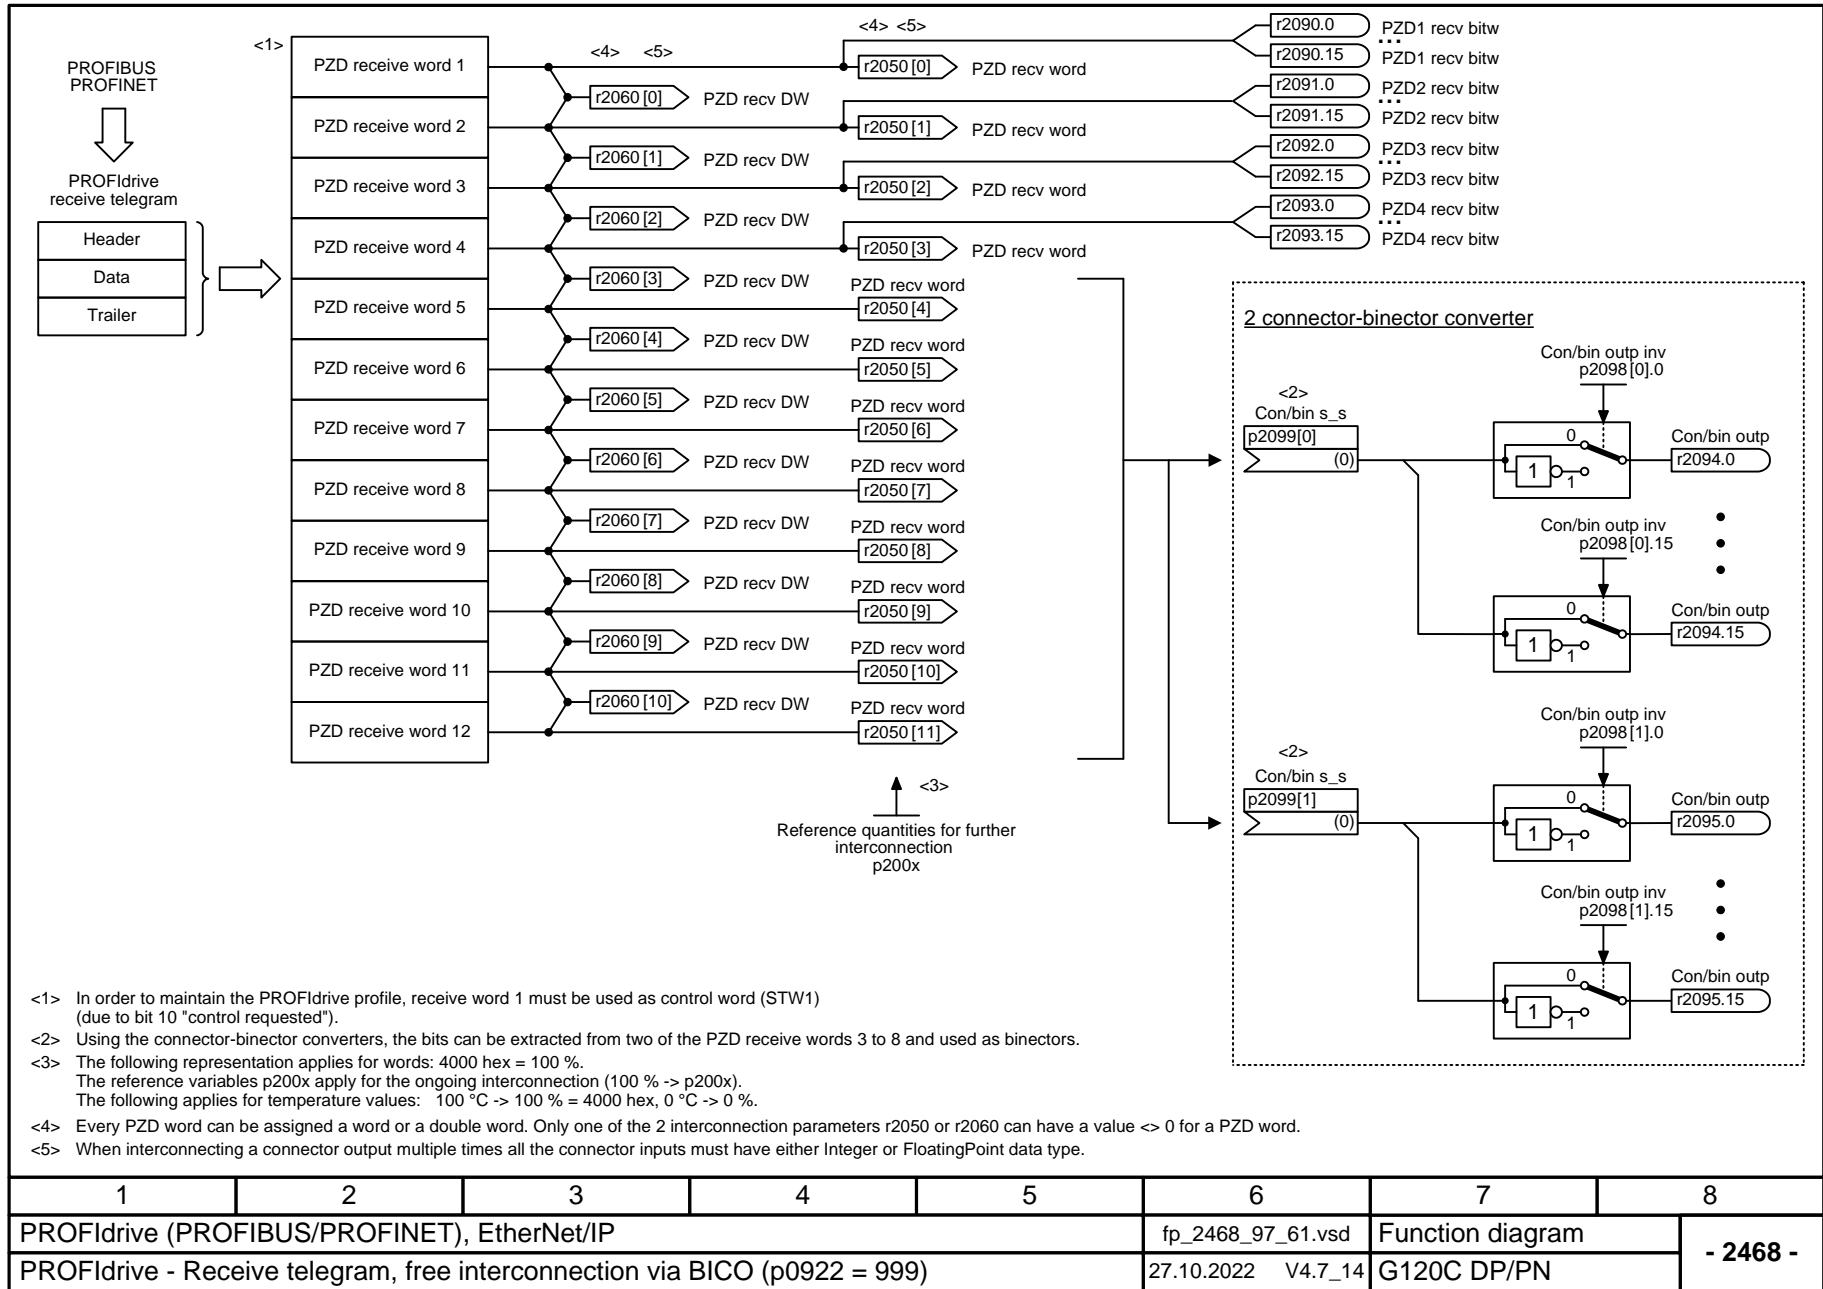 PROFIBUS
PROFINET
PROFIdrive
receive telegram
Header
Data
Trailer
<1>
PZD receive word 1
PZD receive word 2
PZD receive word 3
PZD receive word 4
PZD receive word 5
PZD receive word 6
PZD receive word 7
PZD receive word 8
PZD receive word 9
PZD receive word 10
PZD receive word 11
PZD receive word 12
<4> <5>
r2060 [0] PZD recv DW
r2060 [1] PZD recv DW
r2060 [2] PZD recv DW
r2060 [3] PZD recv DW
r2060 [4] PZD recv DW
r2060 [5] PZD recv DW
r2060 [6] PZD recv DW
r2060 [7] PZD recv DW
r2060 [8] PZD recv DW
r2060 [9] PZD recv DW
r2060 [10] PZD recv DW
<4> <5>
r2050 [0] PZD recv word
r2050 [1] PZD recv word
r2050 [2] PZD recv word
r2050 [3] PZD recv word
PZD recv word
r2050 [4]
PZD recv word
r2050 [5]
PZD recv word
r2050 [6]
PZD recv word
r2050 [7]
PZD recv word
r2050 [8]
PZD recv word
r2050 [9]
PZD recv word
r2050 [10]
PZD recv word
r2050 [11]
<3>
Reference quantities for further
interconnection
p200x
r2090.0 PZD1 recv bitw
...
r2090.15 PZD1 recv bitw
r2091.0 PZD2 recv bitw
...
r2091.15 PZD2 recv bitw
r2092.0 PZD3 recv bitw
...
r2092.15 PZD3 recv bitw
r2093.0 PZD4 recv bitw
...
r2093.15 PZD4 recv bitw
2 connector-binector converter
<2>
Con/bin s_s
p2099[0]
(0)
Con/bin outp inv
p2098 [0].0
0
1
1
Con/bin outp
r2094.0
Con/bin outp inv
p2098 [0].15
0
1
1
Con/bin outp
r2094.15
<2>
Con/bin s_s
p2099[1]
(0)
Con/bin outp inv
p2098 [1].0
0
1
1
Con/bin outp
r2095.0
Con/bin outp inv
p2098 [1].15
0
1
1
Con/bin outp
r2095.15
<1> In order to maintain the PROFIdrive profile, receive word 1 must be used as control word (STW1)
(due to bit 10 "control requested").
<2> Using the connector-binector converters, the bits can be extracted from two of the PZD receive words 3 to 8 and used as binectors.
<3> The following representation applies for words: 4000 hex = 100 %.
The reference variables p200x apply for the ongoing interconnection (100 % -> p200x).
The following applies for temperature values: 100 °C -> 100 % = 4000 hex, 0 °C -> 0 %.
<4> Every PZD word can be assigned a word or a double word. Only one of the 2 interconnection parameters r2050 or r2060 can have a value <> 0 for a PZD word.
<5> When interconnecting a connector output multiple times all the connector inputs must have either Integer or FloatingPoint data type.
1 2 3 4 5 6 7 8
PROFIdrive (PROFIBUS/PROFINET), EtherNet/IP fp_2468_97_61.vsd Function diagram
- 2468 -
PROFIdrive - Receive telegram, free interconnection via BICO (p0922 = 999) 27.10.2022 V4.7_14 G120C DP/PN